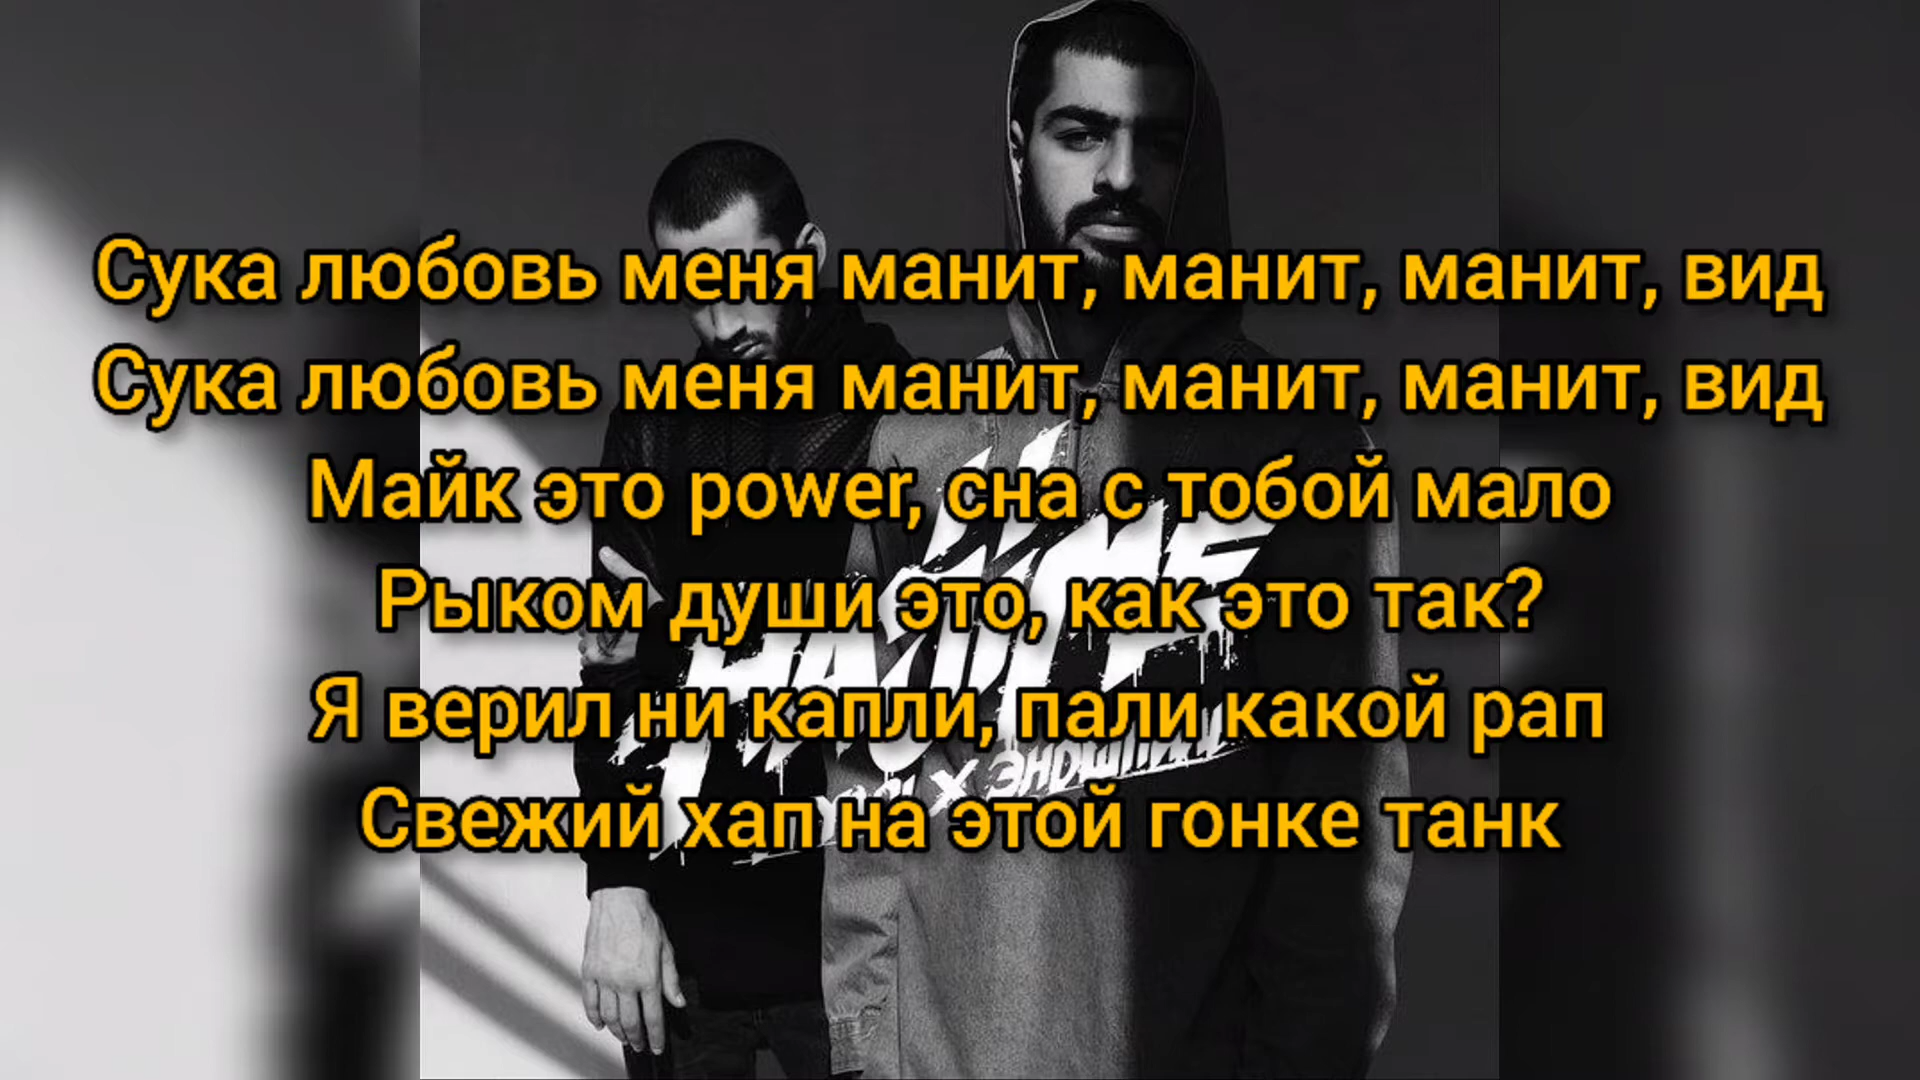 Сука любовь меня манит, манит, манит, вид
Сука любовь меня манит, манит, манит, вид
Майк это power, сна с тобой мало
Рыком души это, как это так?
Я верил ни капли, пали какой рап
Свежий хап на этой гонке танк